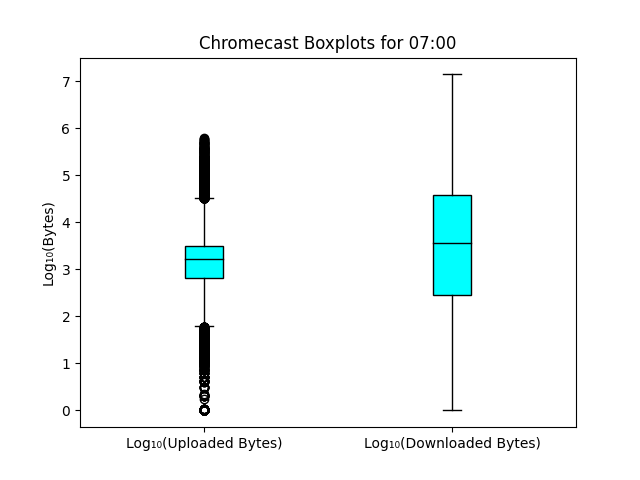 Chromecast Boxplots for 07:00
Log₁₀(Bytes)
7
6
5
4
3
2
1
0
Log₁₀(Uploaded Bytes)
Log₁₀(Downloaded Bytes)